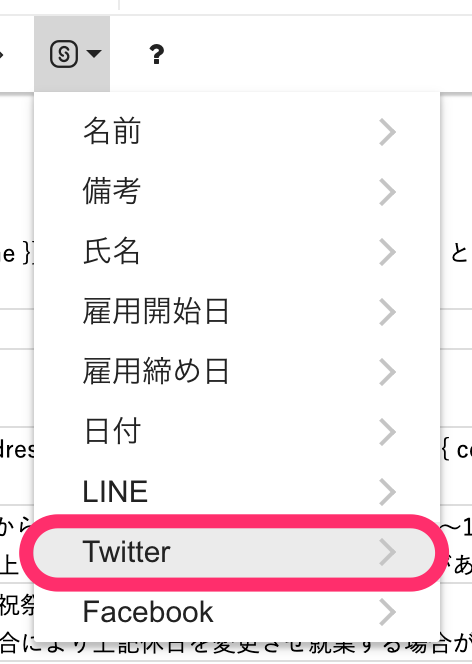 ?
名前
備考
氏名
e }} と
雇用開始日
雇用締め日
日付
dres { c
LINE
から ～1
Twitter
上 があ
祝祭
Facebook
合により上記休日を変更させ就業する場合が